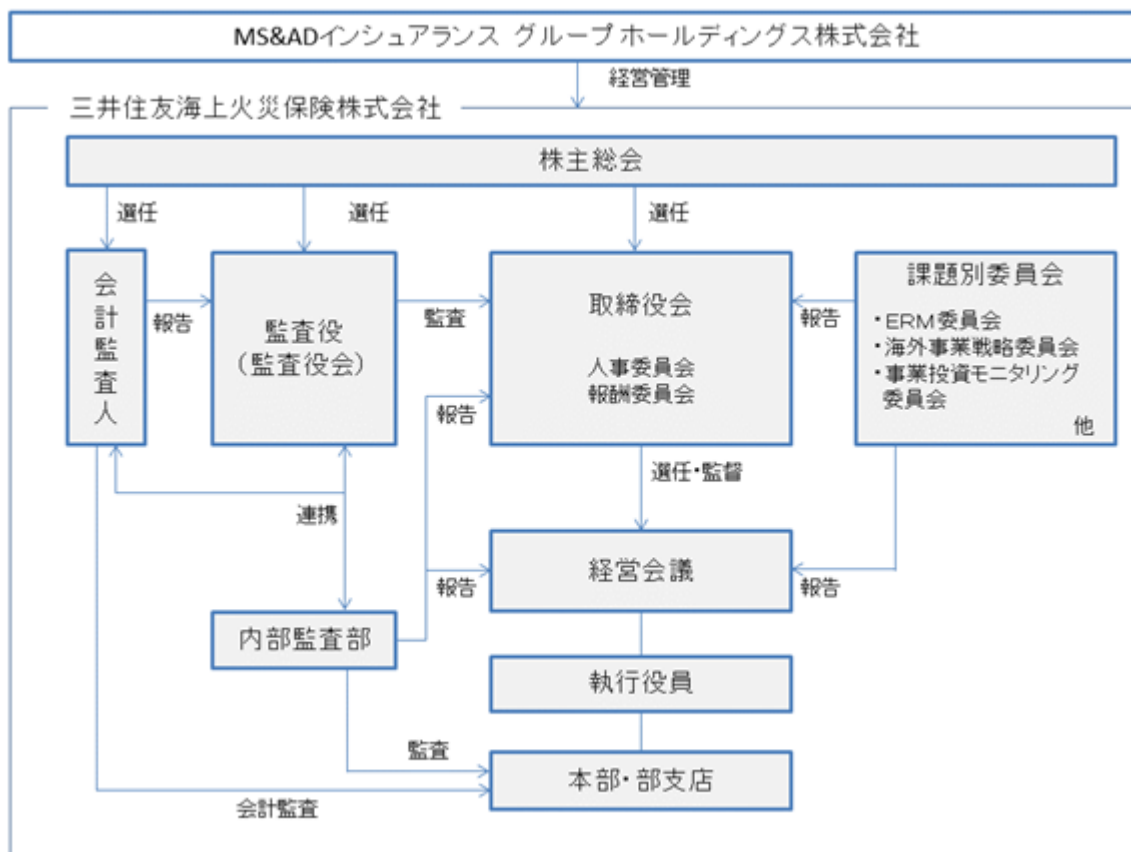 MS&ADインシュアランス グループ ホールディングス株式会社
経営管理
三井住友海上火災保険株式会社
株主総会
選任
選任
選任
会計監査人
報告
監査役
(監査役会)
監査
取締役会
人事委員会
報酬委員会
報告
課題別委員会
・ERM委員会
・海外事業戦略委員会
・事業投資モニタリング
委員会
他
報告
選任・監督
連携
経営会議
報告
報告
内部監査部
執行役員
監査
本部・部支店
会計監査